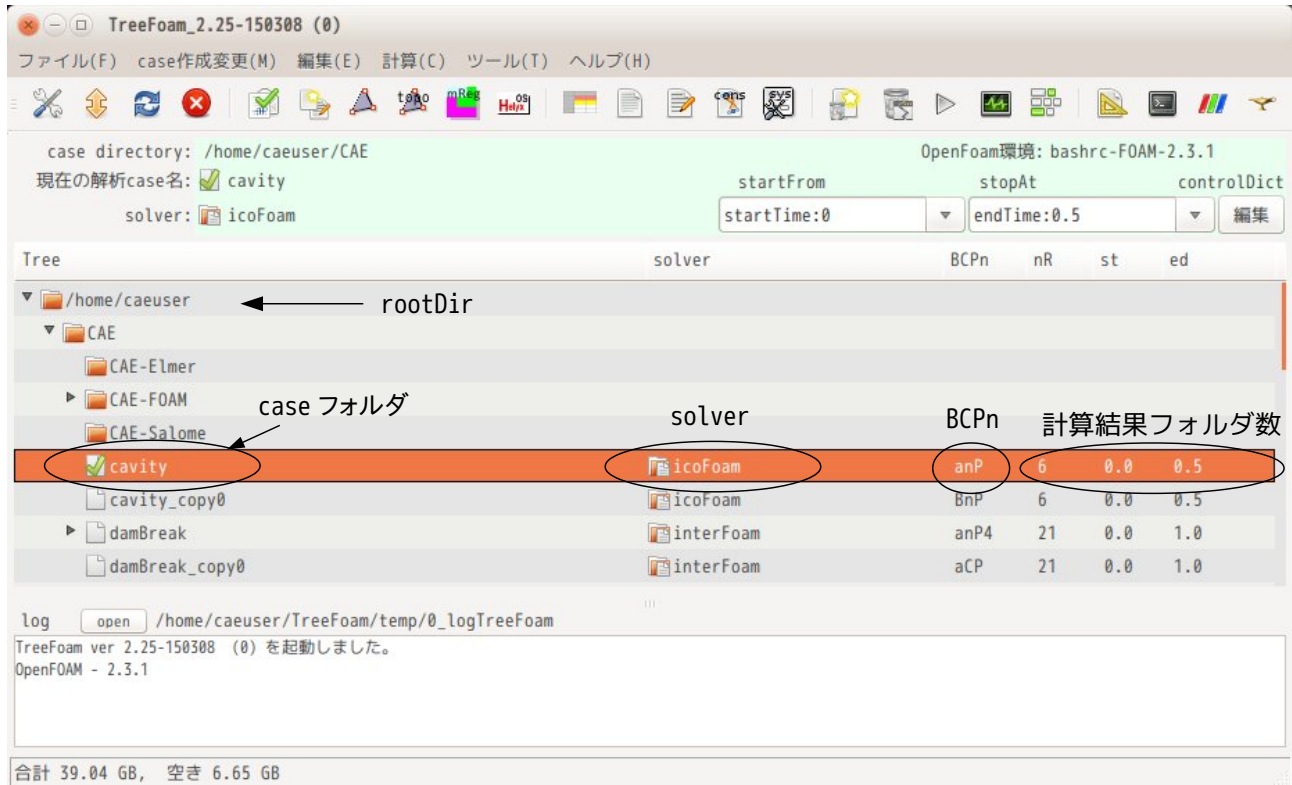 TreeFoam_2.25-150308 (0)
ファイル(F) case作成変更(M) 編集(E) 計算(C) ツール(T) ヘルプ(H)
topo mReg Helyx OS cons sys
case directory: /home/caeuser/CAE OpenFoam環境: bashrc-FOAM-2.3.1
現在の解析case名: cavity startFrom stopAt controlDict
solver: icoFoam startTime:0 endTime:0.5 編集
Tree solver BCPn nR st ed
/home/caeuser rootDir
CAE
CAE-Elmer
CAE-FOAM case フォルダ solver BCPn 計算結果フォルダ数
CAE-Salome
cavity icoFoam anP 6 0.0 0.5
cavity_copy0 icoFoam BnP 6 0.0 0.5
damBreak interFoam anP4 21 0.0 1.0
damBreak_copy0 interFoam aCP 21 0.0 1.0
log open /home/caeuser/TreeFoam/temp/0_logTreeFoam
TreeFoam ver 2.25-150308 (0) を起動しました。
OpenFOAM - 2.3.1
合計 39.04 GB, 空き 6.65 GB